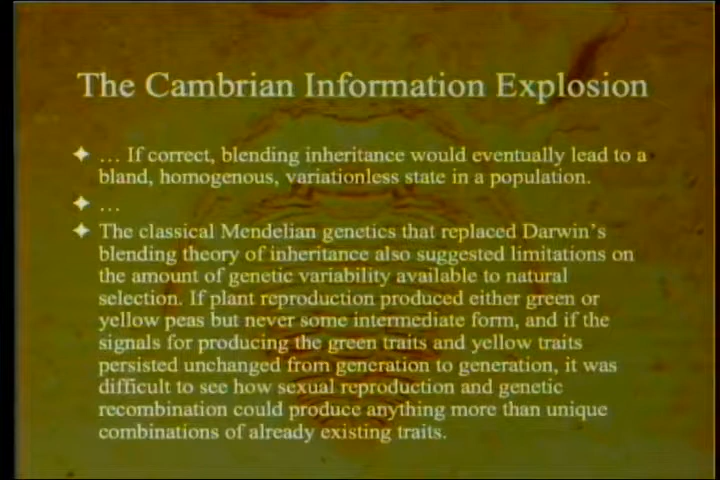 The Cambrian Information Explosion
✦ … If correct, blending inheritance would eventually lead to a
bland, homogenous, variationless state in a population.
✦ …
✦ The classical Mendelian genetics that replaced Darwin's
blending theory of inheritance also suggested limitations on
the amount of genetic variability available to natural
selection. If plant reproduction produced either green or
yellow peas but never some intermediate form, and if the
signals for producing the green traits and yellow traits
persisted unchanged from generation to generation, it was
difficult to see how sexual reproduction and genetic
recombination could produce anything more than unique
combinations of already existing traits.